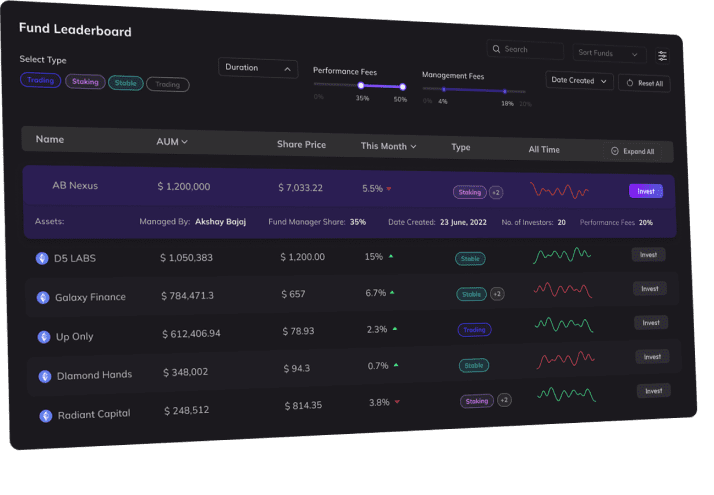 Fund Leaderboard
Search
Sort Funds
Select Type
Trading Staking Stable Trading
Duration
Performance Fees
0% 35% 50%
Management Fees
0% 4% 18% 20%
Date Created
Reset All
Name AUM Share Price This Month Type All Time Expand All
AB Nexus $ 1,200,000 $ 7,033.22 5.5% Staking +2 Invest
Assets: Managed By: Akshay Bajaj Fund Manager Share: 35% Date Created: 23 June, 2022 No. of Investors: 20 Performance Fees 20%
D5 LABS $ 1,050,383 $ 1,200.00 15% Stable Invest
Galaxy Finance $ 784,471.3 $ 657 6.7% Stable +2 Invest
Up Only $ 612,406.94 $ 78.93 2.3% Trading Invest
DIamond Hands $ 348,002 $ 94.3 0.7% Stable Invest
Radiant Capital $ 248,512 $ 814.35 3.8% Staking +2 Invest